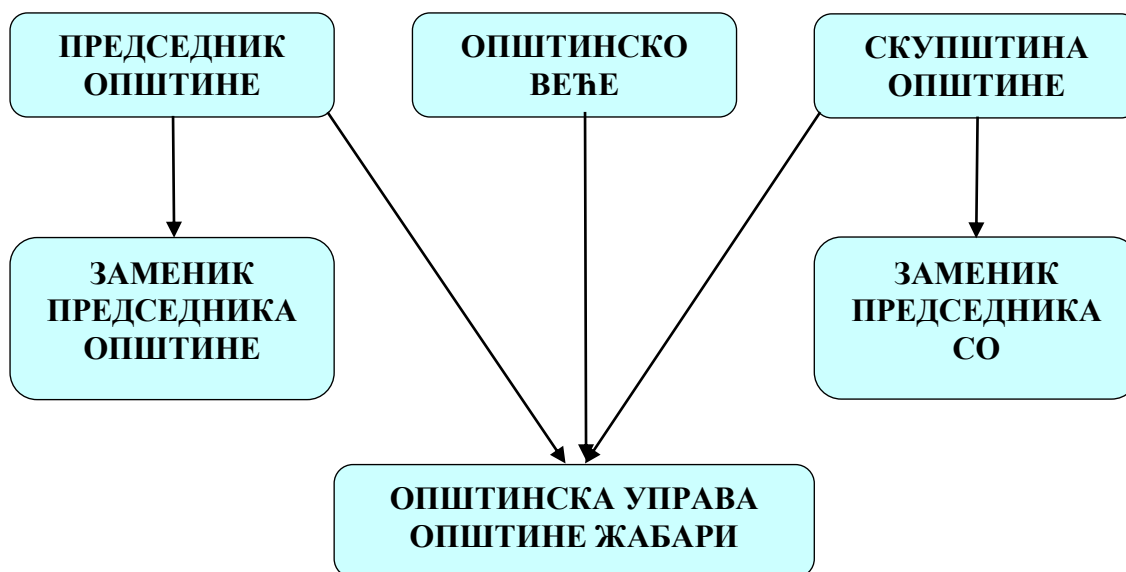 ПРЕДСЕДНИК
ОПШТИНЕ
ОПШТИНСКО
ВЕЋЕ
СКУПШТИНА
ОПШТИНЕ
ЗАМЕНИК
ПРЕДСЕДНИКА
ОПШТИНЕ
ЗАМЕНИК
ПРЕДСЕДНИКА
СО
ОПШТИНСКА УПРАВА
ОПШТИНЕ ЖАБАРИ